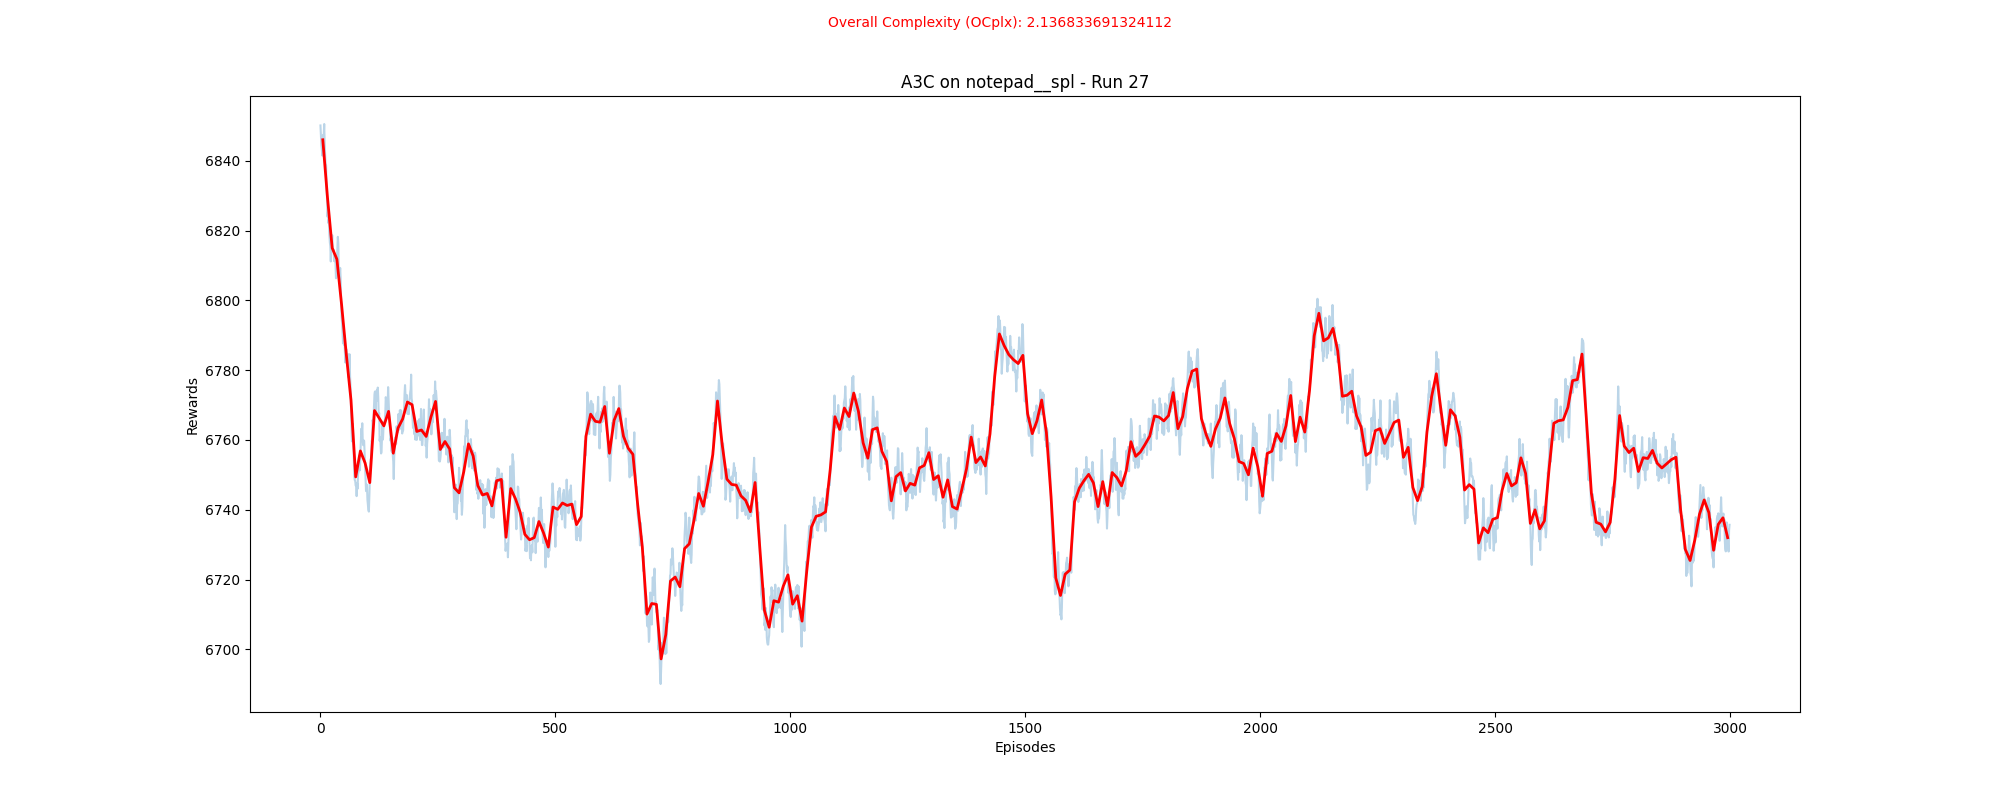 Overall Complexity (OCplx): 2.136833691324112
A3C on notepad__spl - Run 27
6840
6820
6800
6780
6760
6740
6720
6700
Rewards
0 500 1000 1500 2000 2500 3000
Episodes